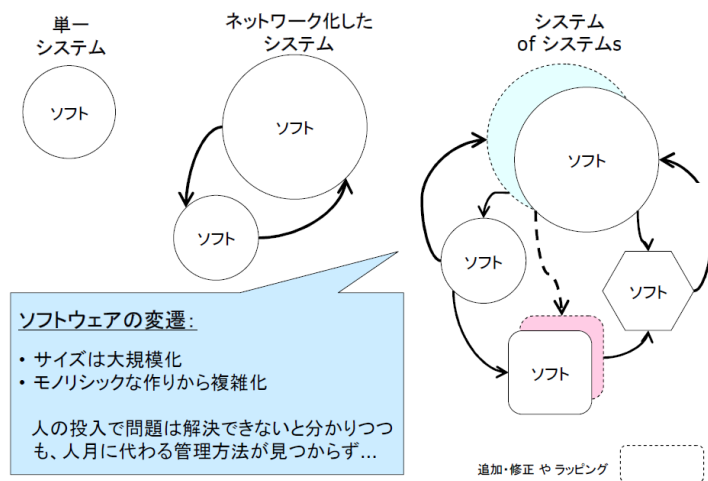 単一
システム
ソフト
ネットワーク化した
システム
ソフト
ソフト
システム
of システムs
ソフト
ソフト
ソフト
ソフト
ソフトウェアの変遷:
• サイズは大規模化
• モノリシックな作りから複雑化
人の投入で問題は解決できないと分かりつつ
も、人月に代わる管理方法が見つからず…
追加・修正 や ラッピング